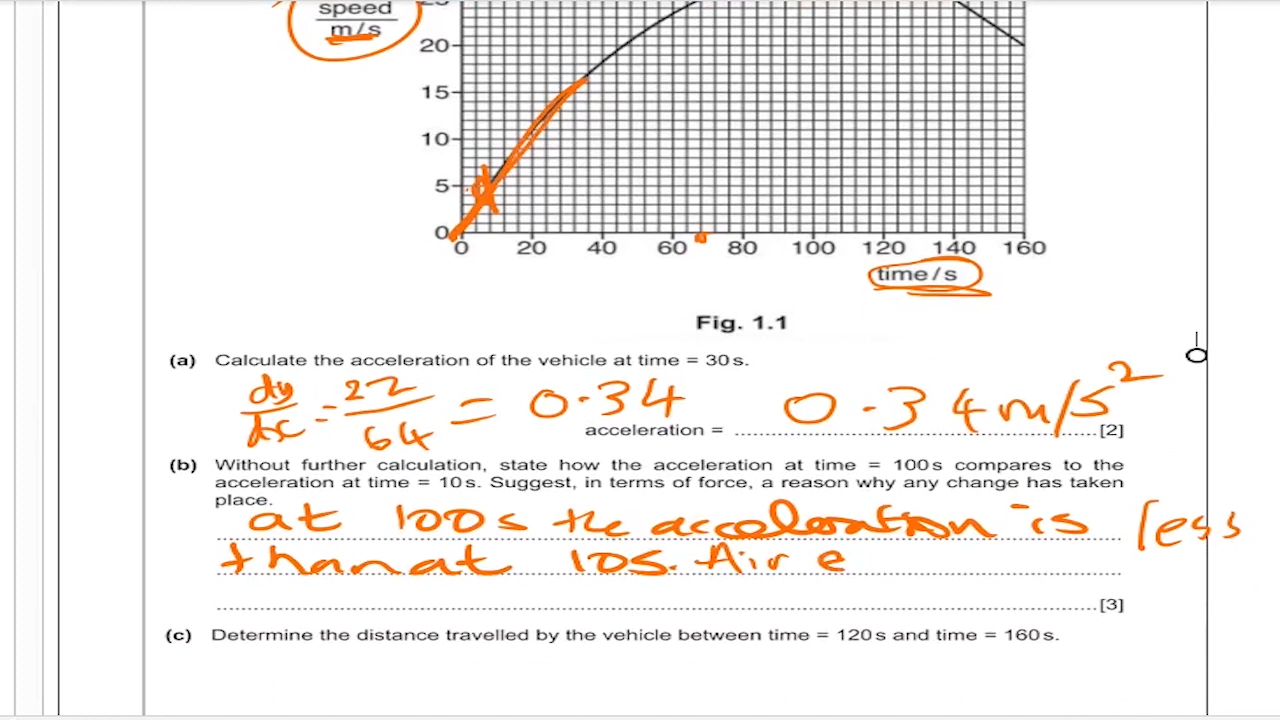 speed
m/s
25
20
15
10
5
0
0 20 40 60 80 100 120 140 160
time/s
Fig. 1.1
(a) Calculate the acceleration of the vehicle at time = 30 s.
dy/dx = 22/64 = 0.34 0.34 m/s²
acceleration = ........................................ [2]
(b) Without further calculation, state how the acceleration at time = 100 s compares to the
acceleration at time = 10 s. Suggest, in terms of force, a reason why any change has taken
place.
at 100s the acceleration is less
than at 10s. Air e
[3]
(c) Determine the distance travelled by the vehicle between time = 120 s and time = 160 s.